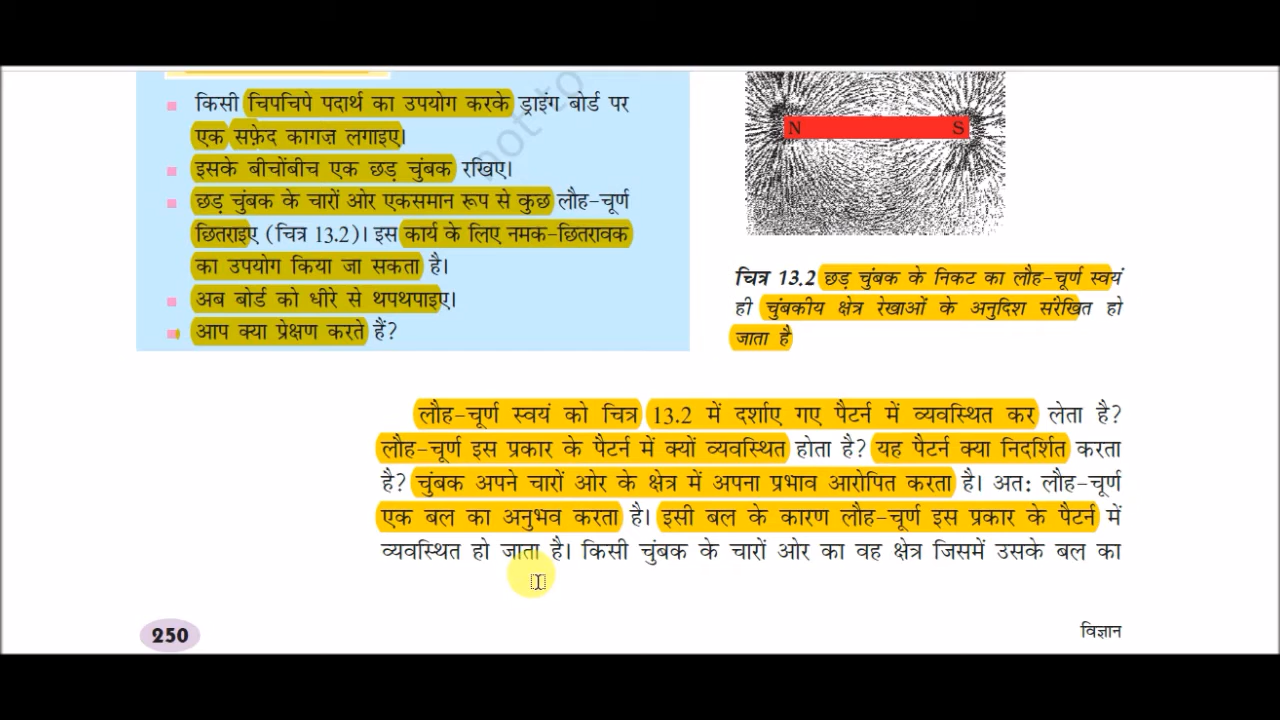 किसी चिपचिपे पदार्थ का उपयोग करके ड्राइंग बोर्ड पर
एक सफ़ेद कागज़ लगाइए।
इसके बीचोंबीच एक छड़ चुंबक रखिए।
छड़ चुंबक के चारों ओर एकसमान रूप से कुछ लौह-चूर्ण
छितराइए (चित्र 13.2)। इस कार्य के लिए नमक-छितरावक
का उपयोग किया जा सकता है।
अब बोर्ड को धीरे से थपथपाइए।
आप क्या प्रेक्षण करते हैं?
not to
N S
चित्र 13.2 छड़ चुंबक के निकट का लौह-चूर्ण स्वयं
ही चुंबकीय क्षेत्र रेखाओं के अनुदिश संरेखित हो
जाता है
लौह-चूर्ण स्वयं को चित्र 13.2 में दर्शाए गए पैटर्न में व्यवस्थित कर लेता है?
लौह-चूर्ण इस प्रकार के पैटर्न में क्यों व्यवस्थित होता है? यह पैटर्न क्या निदर्शित करता
है? चुंबक अपने चारों ओर के क्षेत्र में अपना प्रभाव आरोपित करता है। अतः लौह-चूर्ण
एक बल का अनुभव करता है। इसी बल के कारण लौह-चूर्ण इस प्रकार के पैटर्न में
व्यवस्थित हो जाता है। किसी चुंबक के चारों ओर का वह क्षेत्र जिसमें उसके बल का
250
विज्ञान